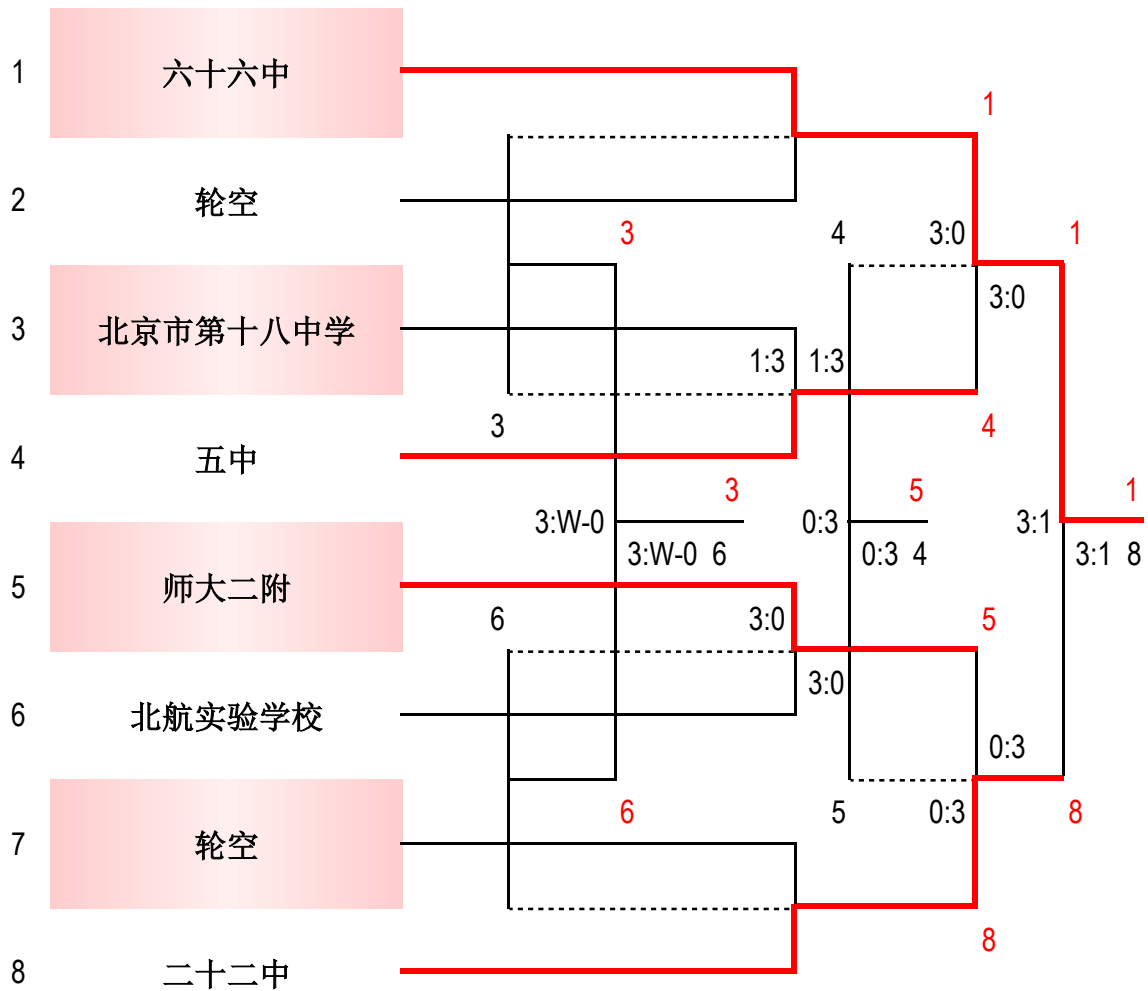 1 六十六中
1
2 轮空
3 4 3:0 1
3:0
3 北京市第十八中学
1:3 1:3
3 4
4 五中
3 5 1
3:W-0 0:3 3:1
3:W-0 6 0:3 4 3:1 8
5 师大二附
6 3:0 5
3:0
6 北航实验学校
0:3
6 5 0:3 8
7 轮空
8
8 二十二中